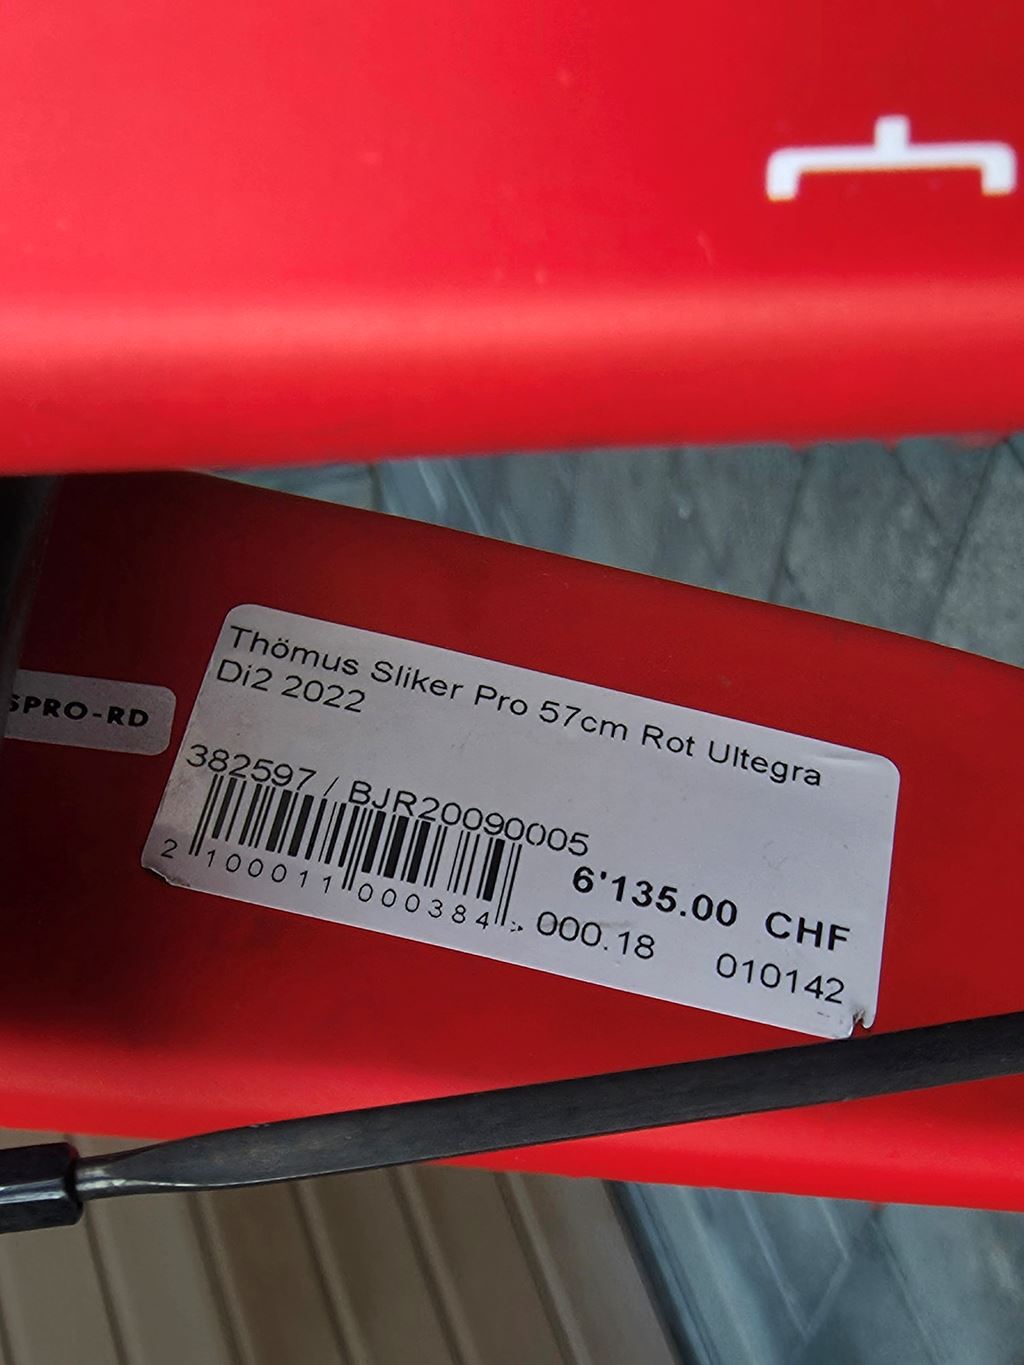 Thömus Sliker Pro 57cm Rot Ultegra
Di2 2022
SPRO-RD
382597 / BJR20090005
2 100011 000384 >
6'135.00 CHF
000.18 010142